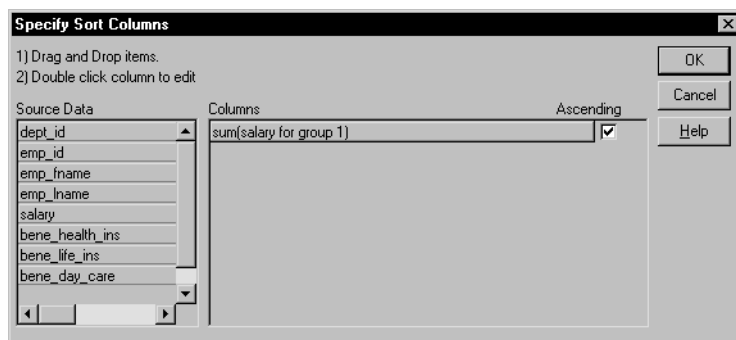 Specify Sort Columns
1) Drag and Drop items.
2) Double click column to edit
OK
Cancel
Help
Source Data
Columns
Ascending
dept_id
emp_id
emp_fname
emp_lname
salary
bene_health_ins
bene_life_ins
bene_day_care
sum(salary for group 1)